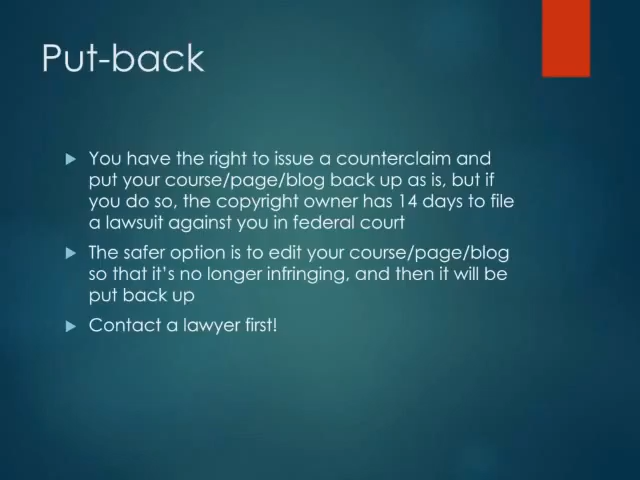 Put-back
You have the right to issue a counterclaim and
put your course/page/blog back up as is, but if
you do so, the copyright owner has 14 days to file
a lawsuit against you in federal court
The safer option is to edit your course/page/blog
so that it's no longer infringing, and then it will be
put back up
Contact a lawyer first!